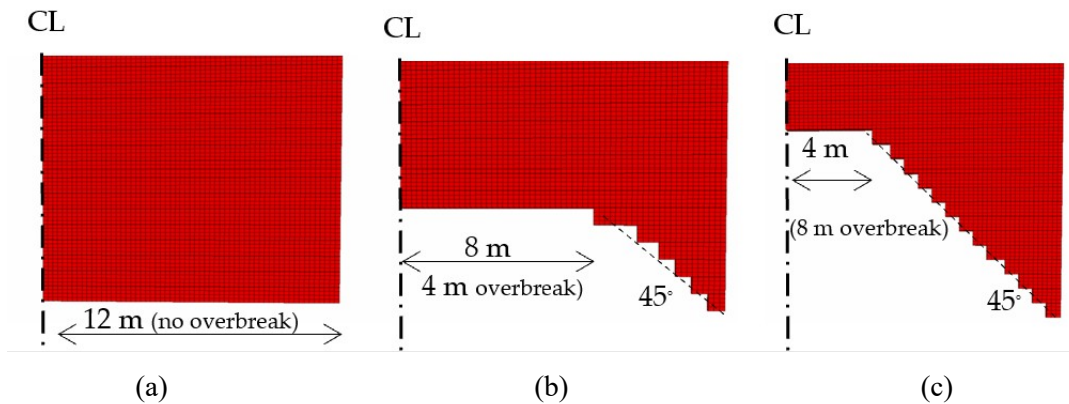 CL
12 m (no overbreak)
(a)
CL
8 m
4 m overbreak)
45°
(b)
CL
4 m
(8 m overbreak)
45°
(c)